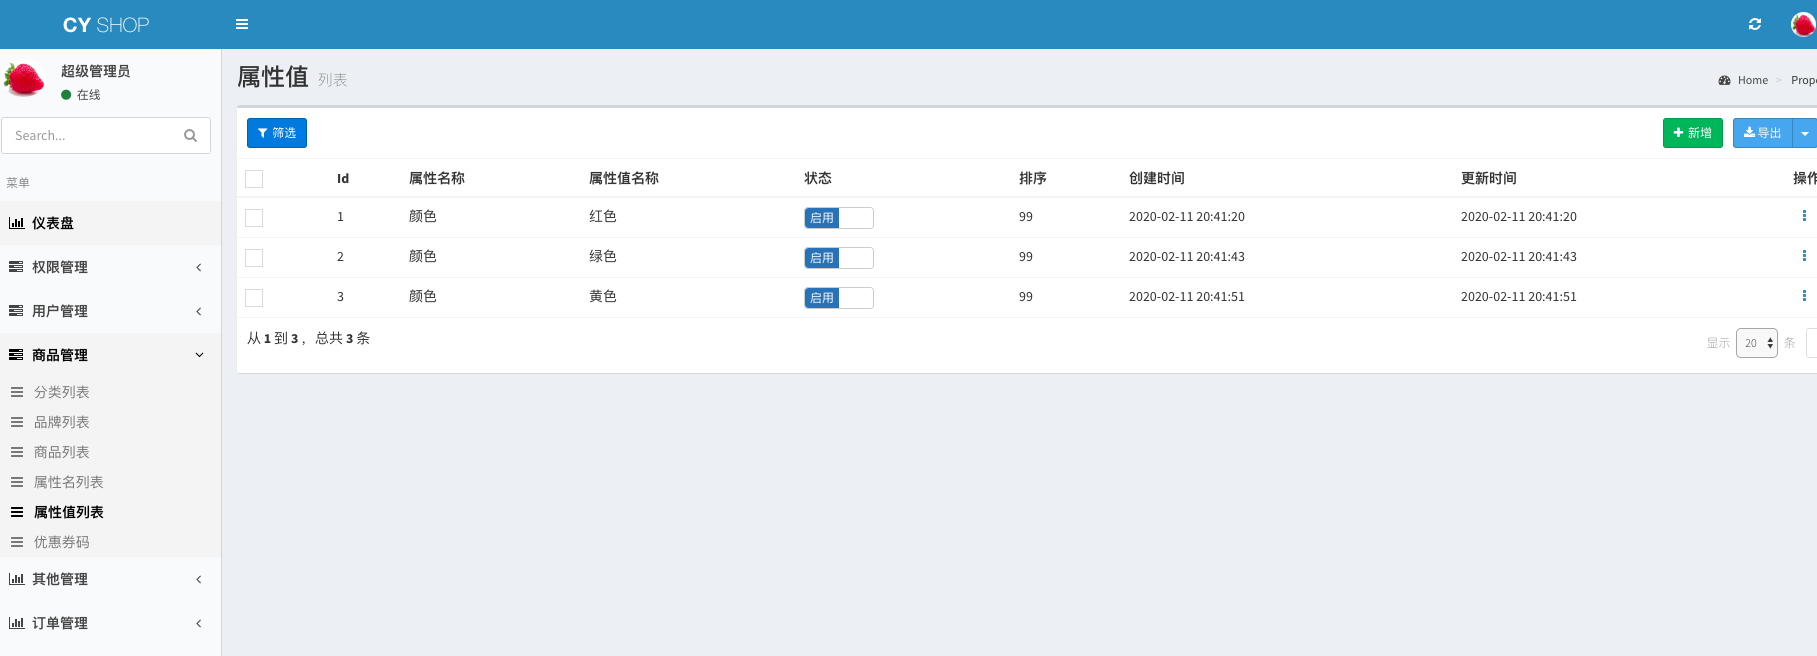 CY SHOP
超级管理员
在线
Search...
菜单
仪表盘
权限管理
用户管理
商品管理
分类列表
品牌列表
商品列表
属性名列表
属性值列表
优惠券码
其他管理
订单管理
属性值 列表
Home > Prop
筛选
新增 导出
Id 属性名称 属性值名称 状态 排序 创建时间 更新时间 操作
1 颜色 红色 启用 99 2020-02-11 20:41:20 2020-02-11 20:41:20
2 颜色 绿色 启用 99 2020-02-11 20:41:43 2020-02-11 20:41:43
3 颜色 黄色 启用 99 2020-02-11 20:41:51 2020-02-11 20:41:51
从 1 到 3 ，总共 3 条
显示 20 条